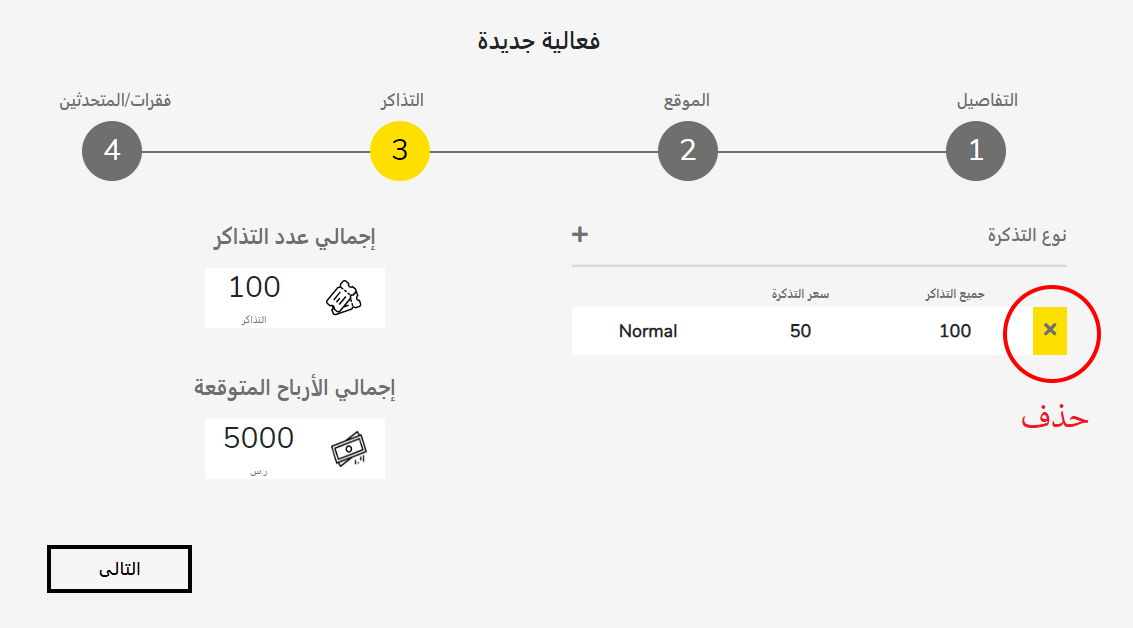 فعالية جديدة
التفاصيل
الموقع
التذاكر
فقرات/المتحدثين
1
2
3
4
نوع التذكرة
+
جميع التذاكر
سعر التذكرة
×
100
50
Normal
حذف
إجمالي عدد التذاكر
100
التذاكر
إجمالي الأرباح المتوقعة
5000
ر.س
التالى